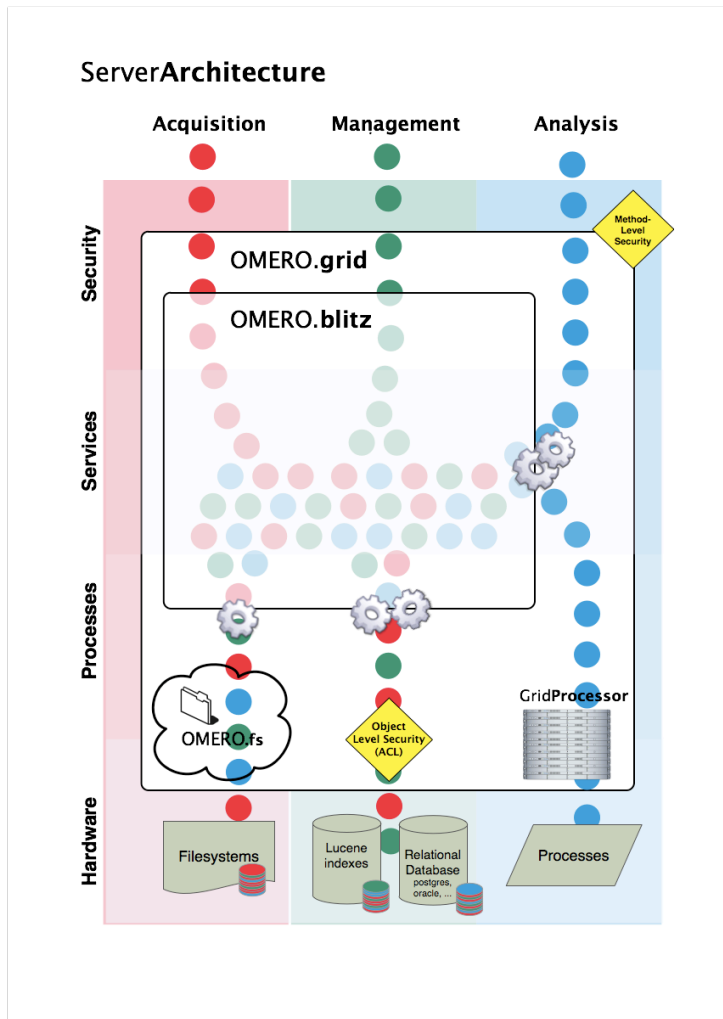 ServerArchitecture
Acquisition
Management
Analysis
Security
Method-
Level
Security
OMERO.grid
OMERO.blitz
Services
Processes
GridProcessor
OMERO.fs
Object
Level Security
(ACL)
Hardware
Filesystems
Lucene
indexes
Relational
Database
postgres,
oracle, ...
Processes